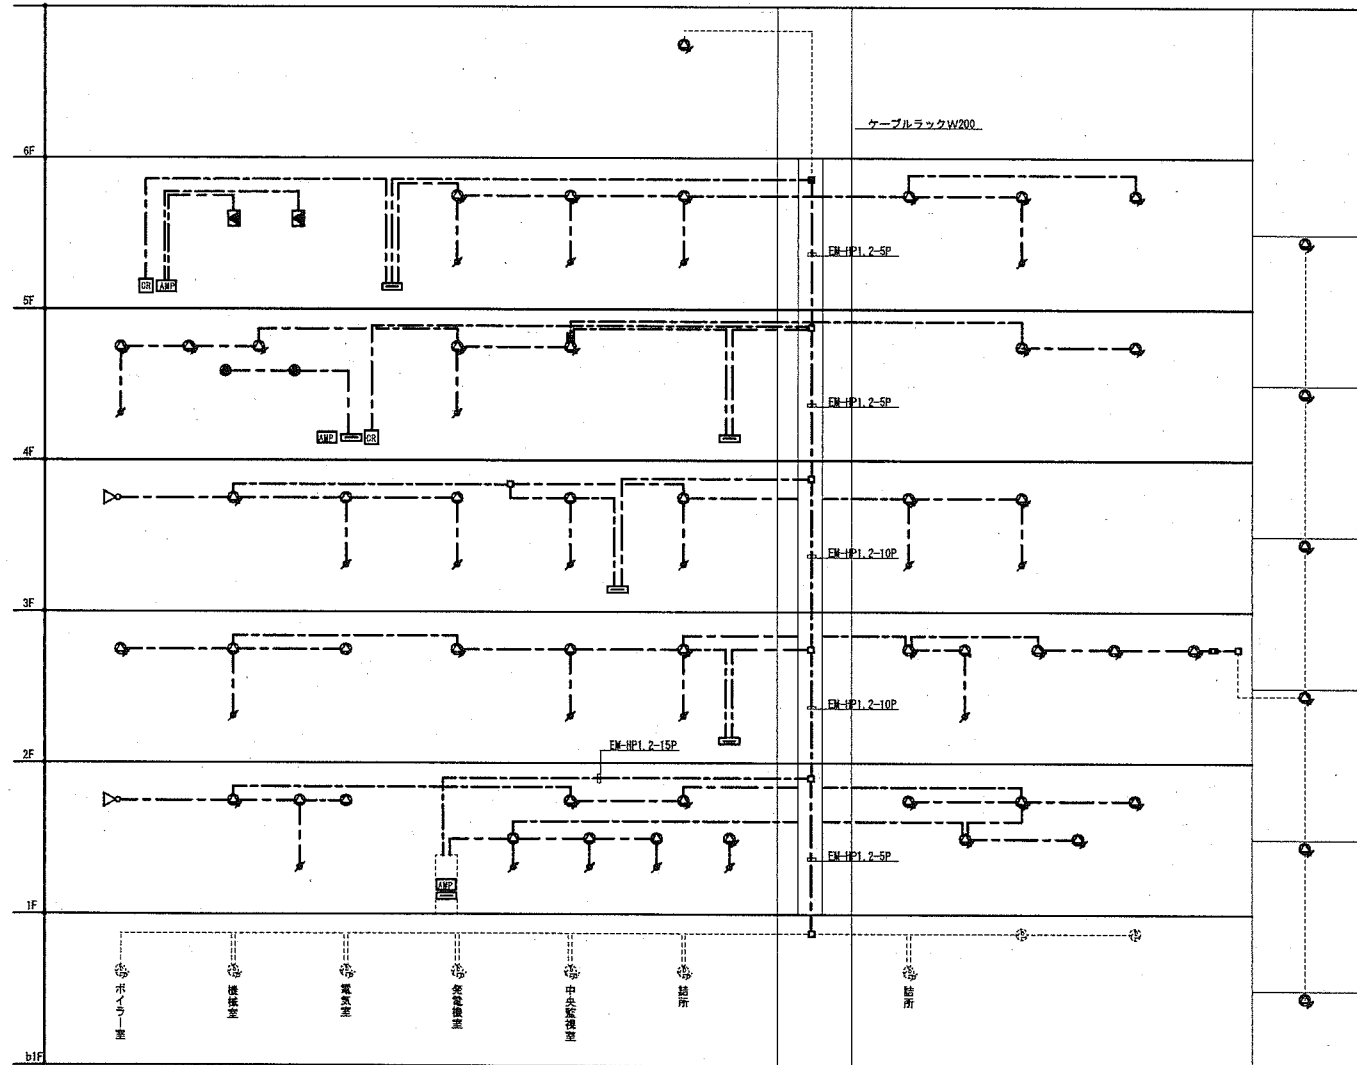 ケーブルラックW200
6F
EM-HP1.2-5P
CR
AMP
5F
EM-HP1.2-5P
AMP
CR
4F
EM-HP1.2-10P
3F
EM-HP1.2-10P
2F
EM-HP1.2-15P
EM-HP1.2-5P
AMP
1F
ボイラー室
機械室
電気室
発電機室
中央監視室
詰所
詰所
b1F